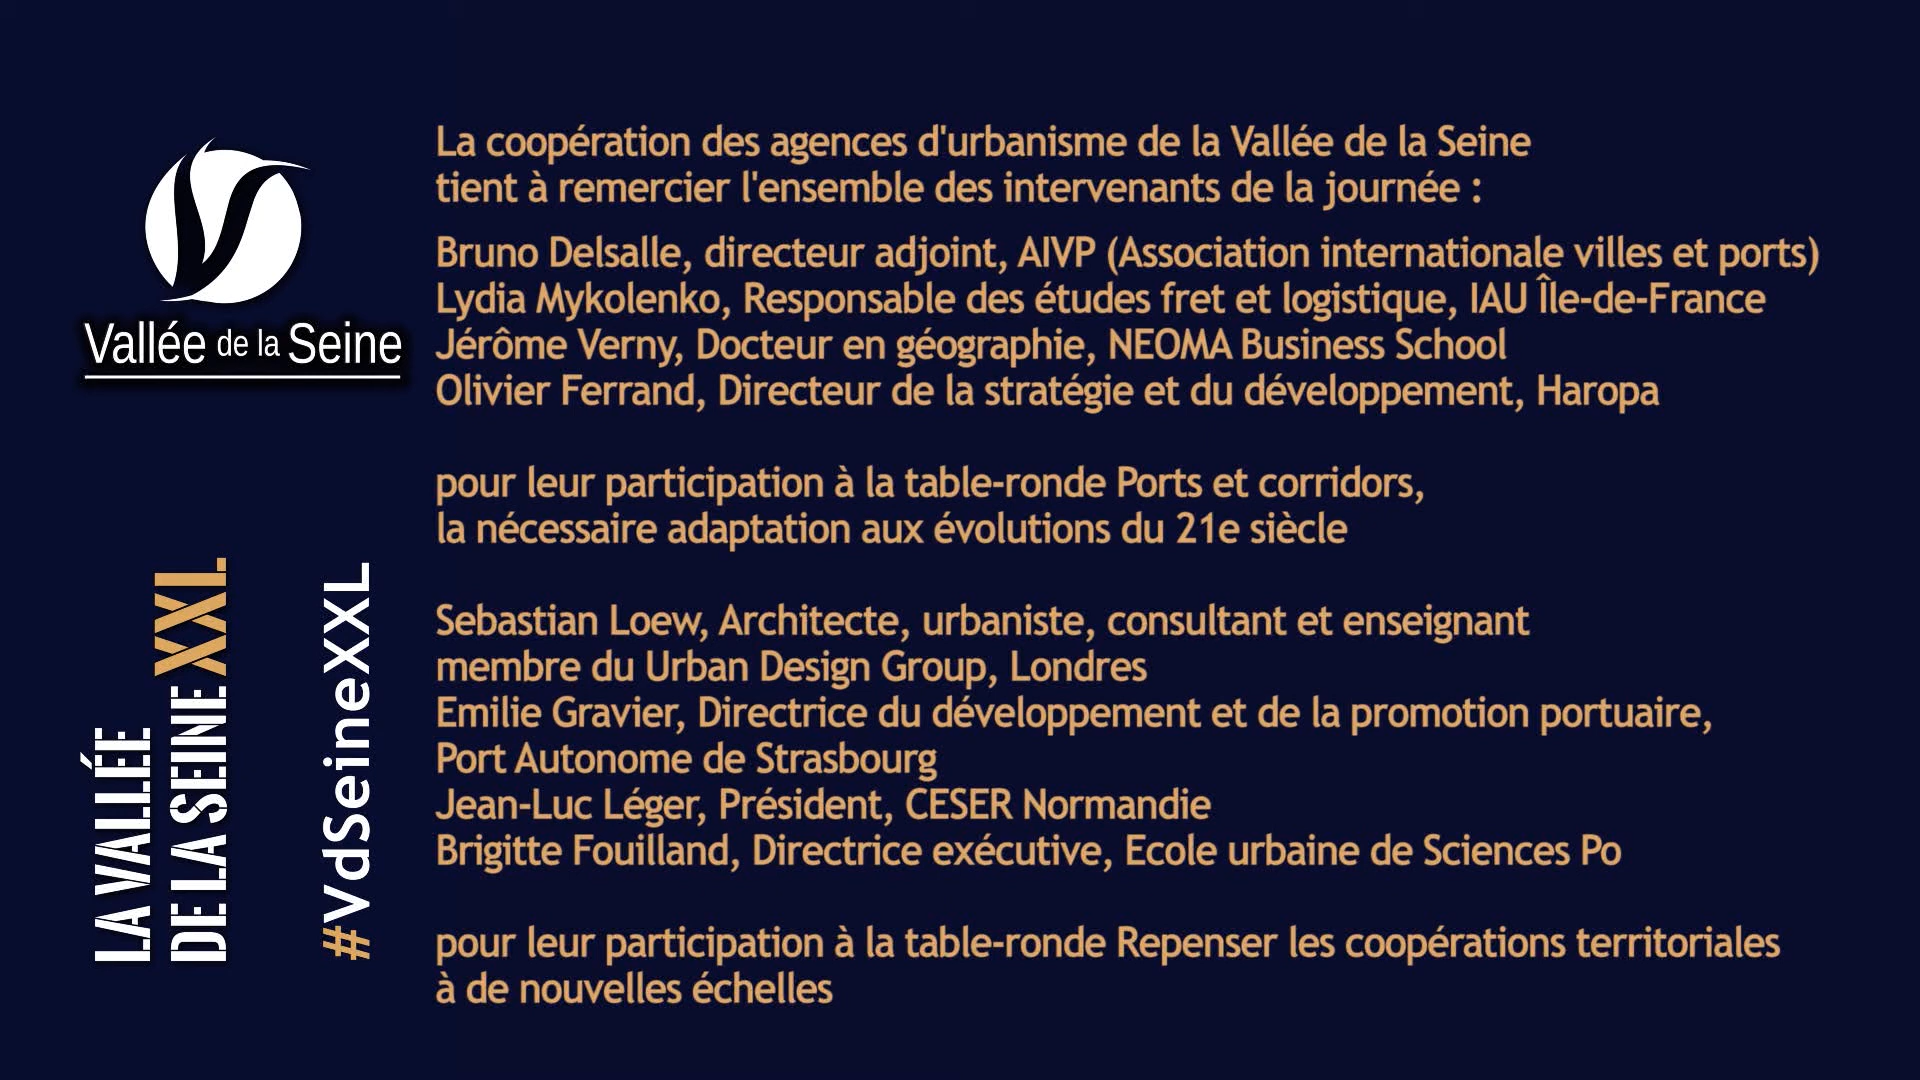 Vallée de la Seine
LA VALLÉE
DE LA SEINE XXL
#VdSeineXXL
La coopération des agences d'urbanisme de la Vallée de la Seine
tient à remercier l'ensemble des intervenants de la journée :
Bruno Delsalle, directeur adjoint, AIVP (Association internationale villes et ports)
Lydia Mykolenko, Responsable des études fret et logistique, IAU Île-de-France
Jérôme Verny, Docteur en géographie, NEOMA Business School
Olivier Ferrand, Directeur de la stratégie et du développement, Haropa
pour leur participation à la table-ronde Ports et corridors,
la nécessaire adaptation aux évolutions du 21e siècle
Sebastian Loew, Architecte, urbaniste, consultant et enseignant
membre du Urban Design Group, Londres
Emilie Gravier, Directrice du développement et de la promotion portuaire,
Port Autonome de Strasbourg
Jean-Luc Léger, Président, CESER Normandie
Brigitte Fouilland, Directrice exécutive, Ecole urbaine de Sciences Po
pour leur participation à la table-ronde Repenser les coopérations territoriales
à de nouvelles échelles